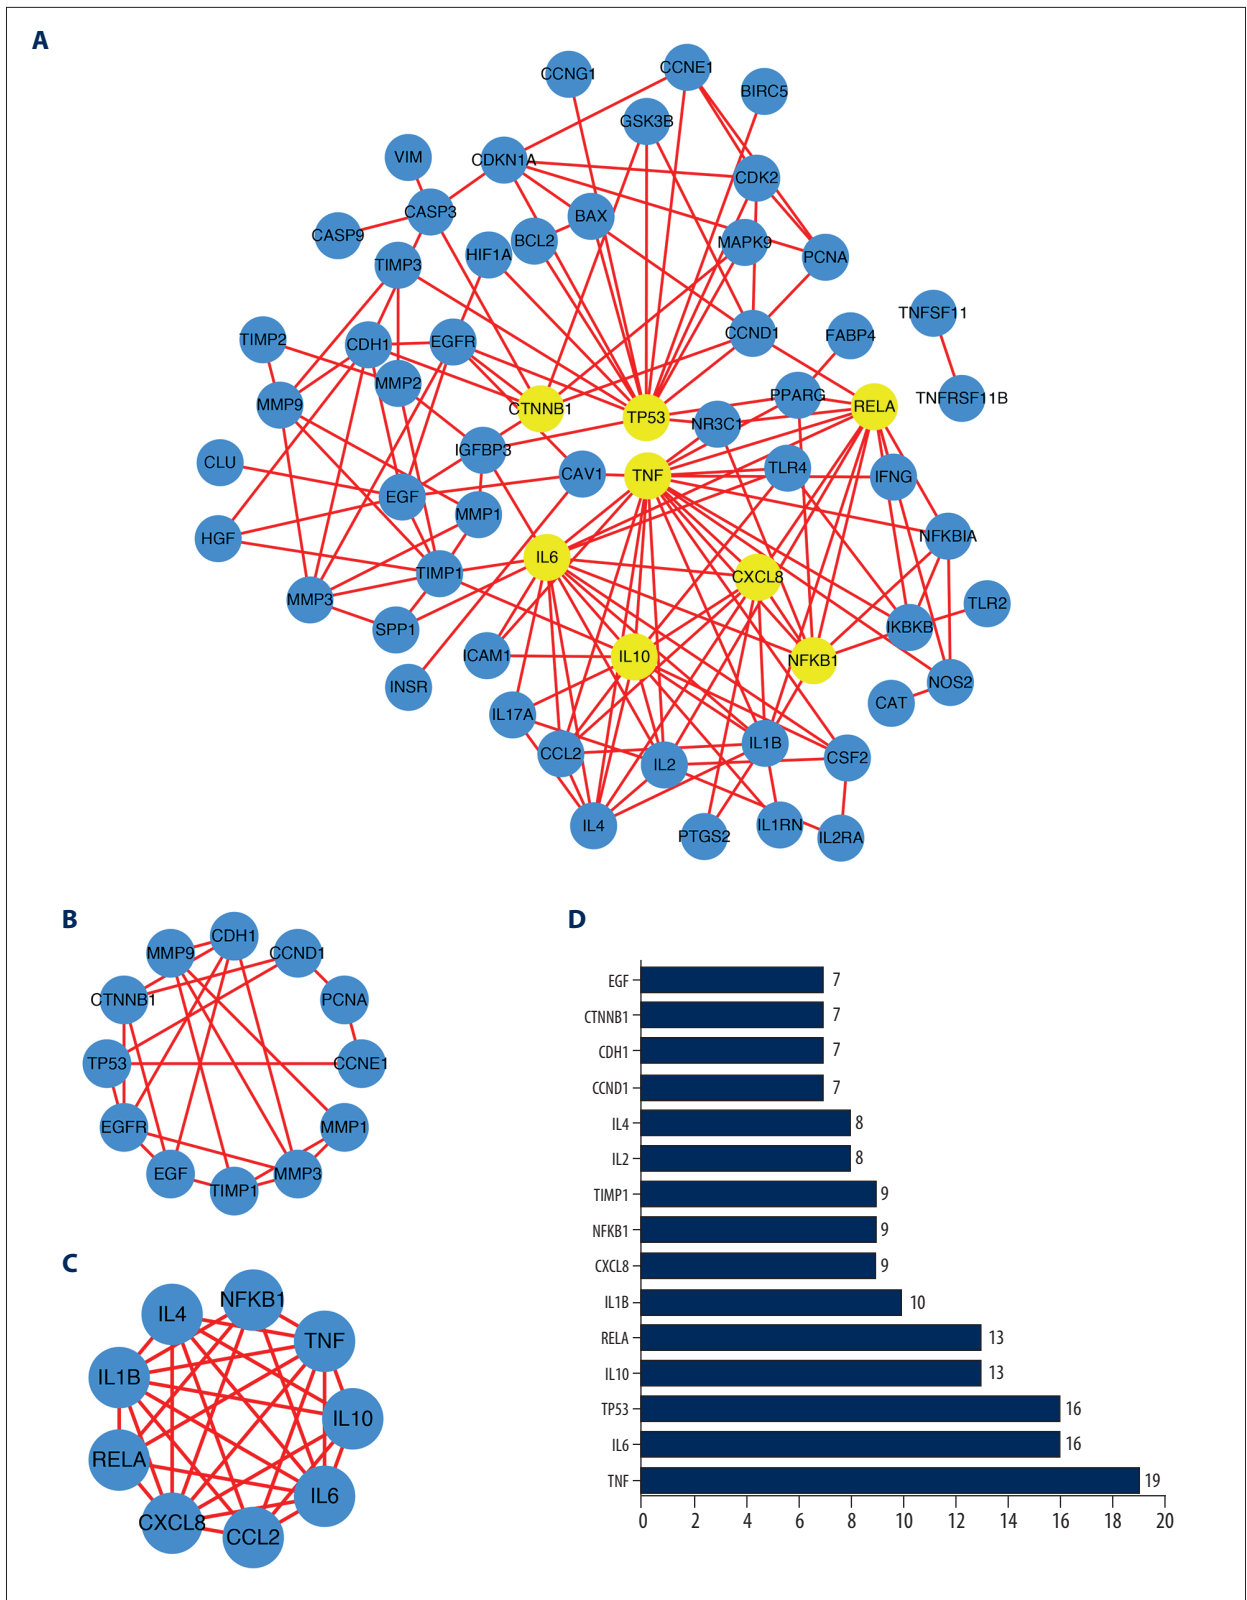 A
CCNG1
CCNE1
BIRC5
GSK3B
VIM
CDKN1A
CDK2
CASP3
BAX
CASP9
BCL2
MAPK9
HIF1A
PCNA
TIMP3
TNFSF11
TIMP2
CDH1
EGFR
CCND1
FABP4
MMP2
PPARG
TNFRSF11B
MMP9
CTNNB1
TP53
NR3C1
RELA
IGFBP3
CLU
CAV1
TNF
TLR4
IFNG
EGF
MMP1
HGF
NFKBIA
IL6
TIMP1
CXCL8
MMP3
TLR2
SPP1
IKBKB
ICAM1
IL10
NFKB1
INSR
NOS2
CAT
IL17A
CCL2
IL2
IL1B
CSF2
IL4
PTGS2
IL1RN
IL2RA
B
CDH1
MMP9
CCND1
CTNNB1
PCNA
TP53
CCNE1
EGFR
MMP1
EGF
MMP3
TIMP1
C
NFKB1
IL4
TNF
IL1B
IL10
RELA
IL6
CXCL8
CCL2
D
EGF 7
CTNNB1 7
CDH1 7
CCND1 7
IL4 8
IL2 8
TIMP1 9
NFKB1 9
CXCL8 9
IL1B 10
RELA 13
IL10 13
TP53 16
IL6 16
TNF 19
0 2 4 6 8 10 12 14 16 18 20